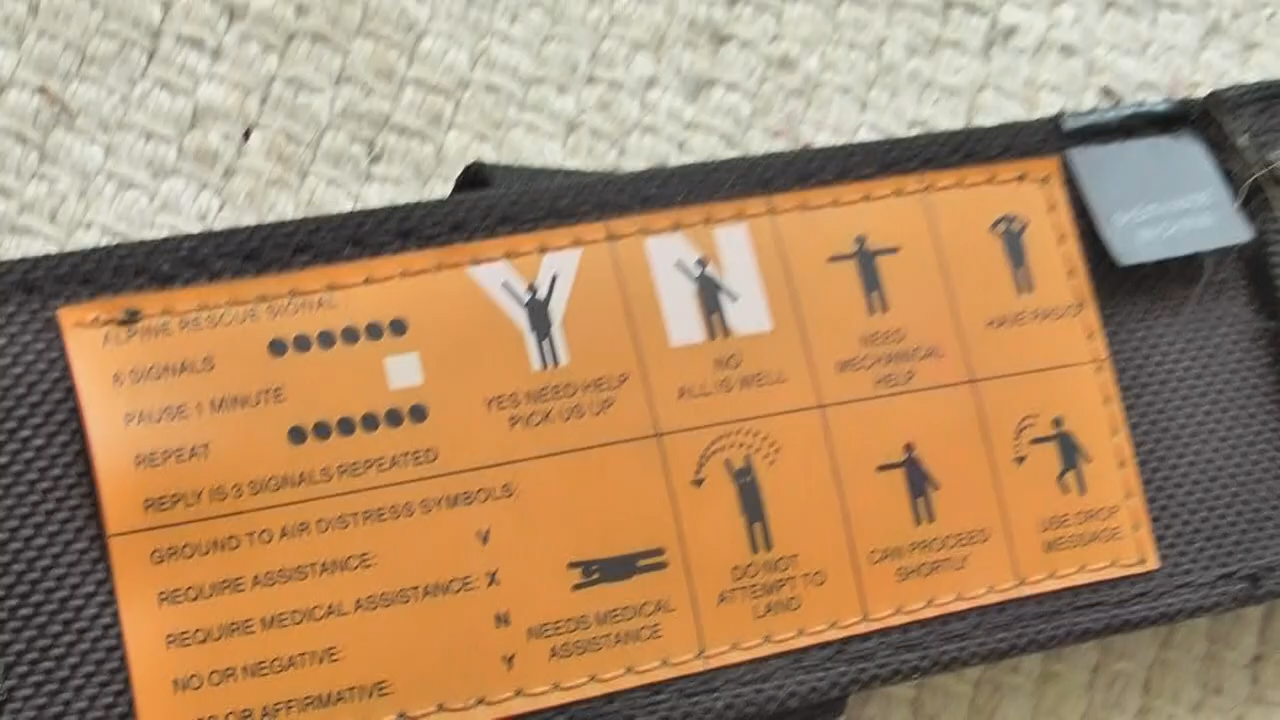 ALPINE RESCUE SIGNAL
6 SIGNALS
PAUSE 1 MINUTE
REPEAT
REPLY IS 3 SIGNALS REPEATED
Y
YES NEED HELP
PICK US UP
N
NO
ALL IS WELL
NEED
MECHANICAL
HELP
HAVE
GROUND TO AIR DISTRESS SYMBOLS:
REQUIRE ASSISTANCE: V
REQUIRE MEDICAL ASSISTANCE: X
NO OR NEGATIVE: N
OR AFFIRMATIVE: Y
NEEDS MEDICAL
ASSISTANCE
DO NOT
ATTEMPT TO
LAND
CAN PROCEED
SHORTLY
USE DROP
MESSAGE